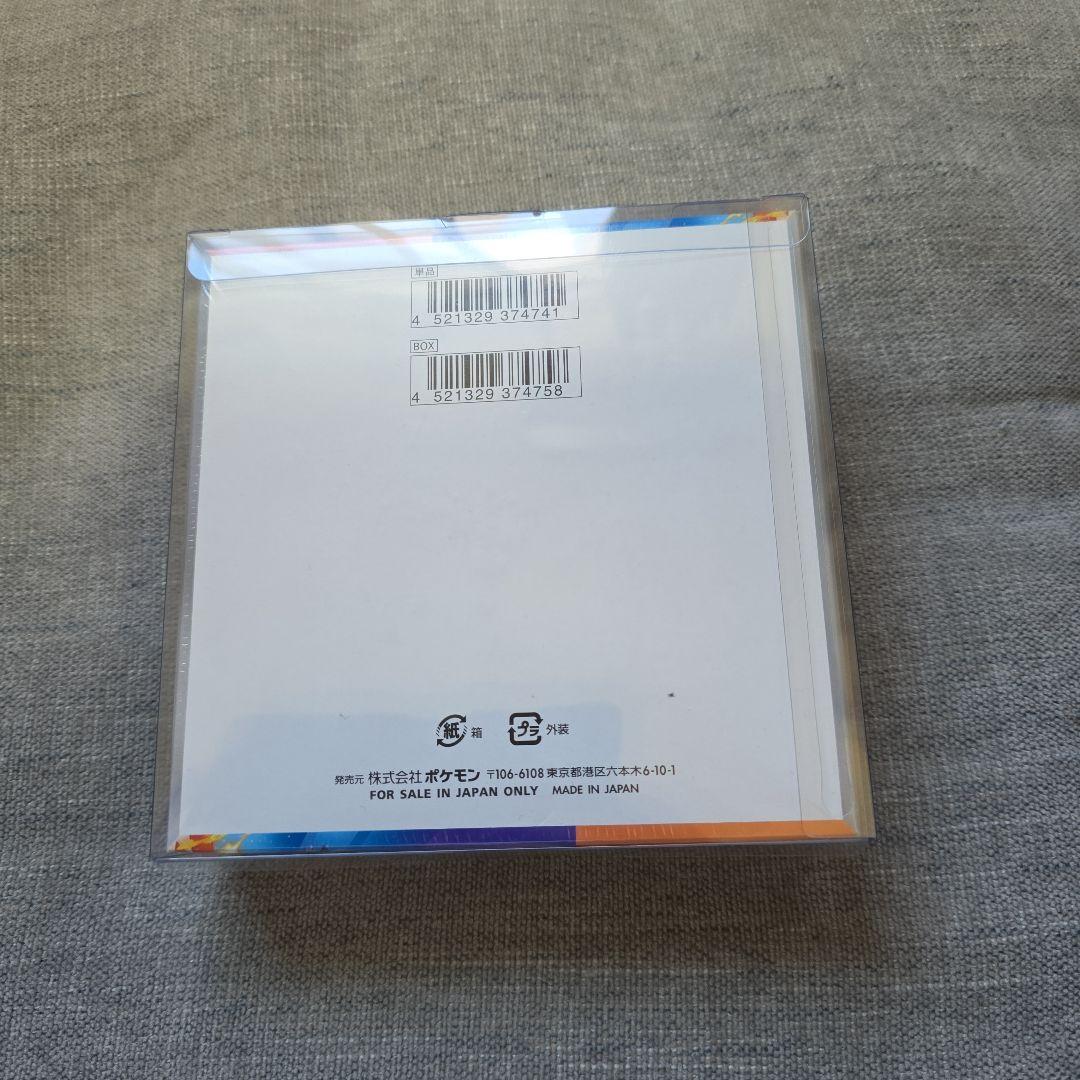 単品
4 521329 374741
BOX
4 521329 374758
紙 箱 プラ 外装
発売元 株式会社ポケモン 〒106-6108 東京都港区六本木6-10-1
FOR SALE IN JAPAN ONLY MADE IN JAPAN